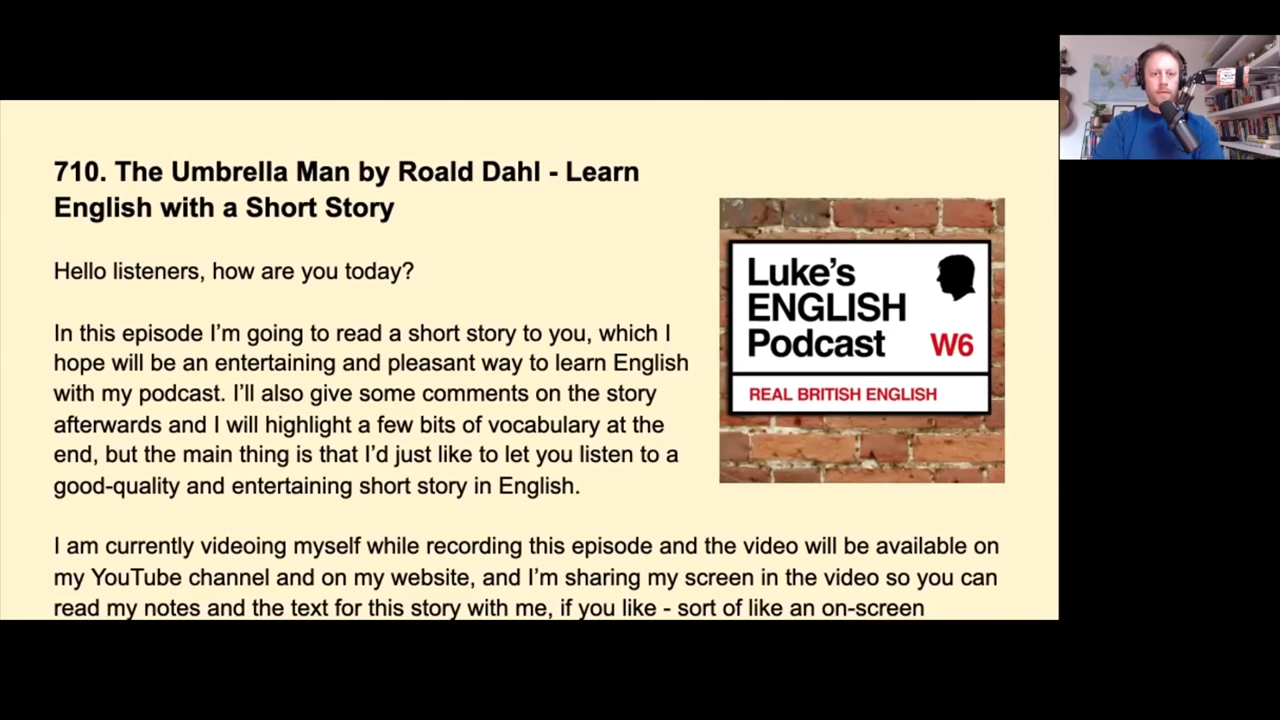 710. The Umbrella Man by Roald Dahl - Learn
English with a Short Story
Hello listeners, how are you today?
In this episode I’m going to read a short story to you, which I
hope will be an entertaining and pleasant way to learn English
with my podcast. I’ll also give some comments on the story
afterwards and I will highlight a few bits of vocabulary at the
end, but the main thing is that I’d just like to let you listen to a
good-quality and entertaining short story in English.
I am currently videoing myself while recording this episode and the video will be available on
my YouTube channel and on my website, and I’m sharing my screen in the video so you can
read my notes and the text for this story with me, if you like - sort of like an on-screen
Luke’s
ENGLISH
Podcast
W6
REAL BRITISH ENGLISH